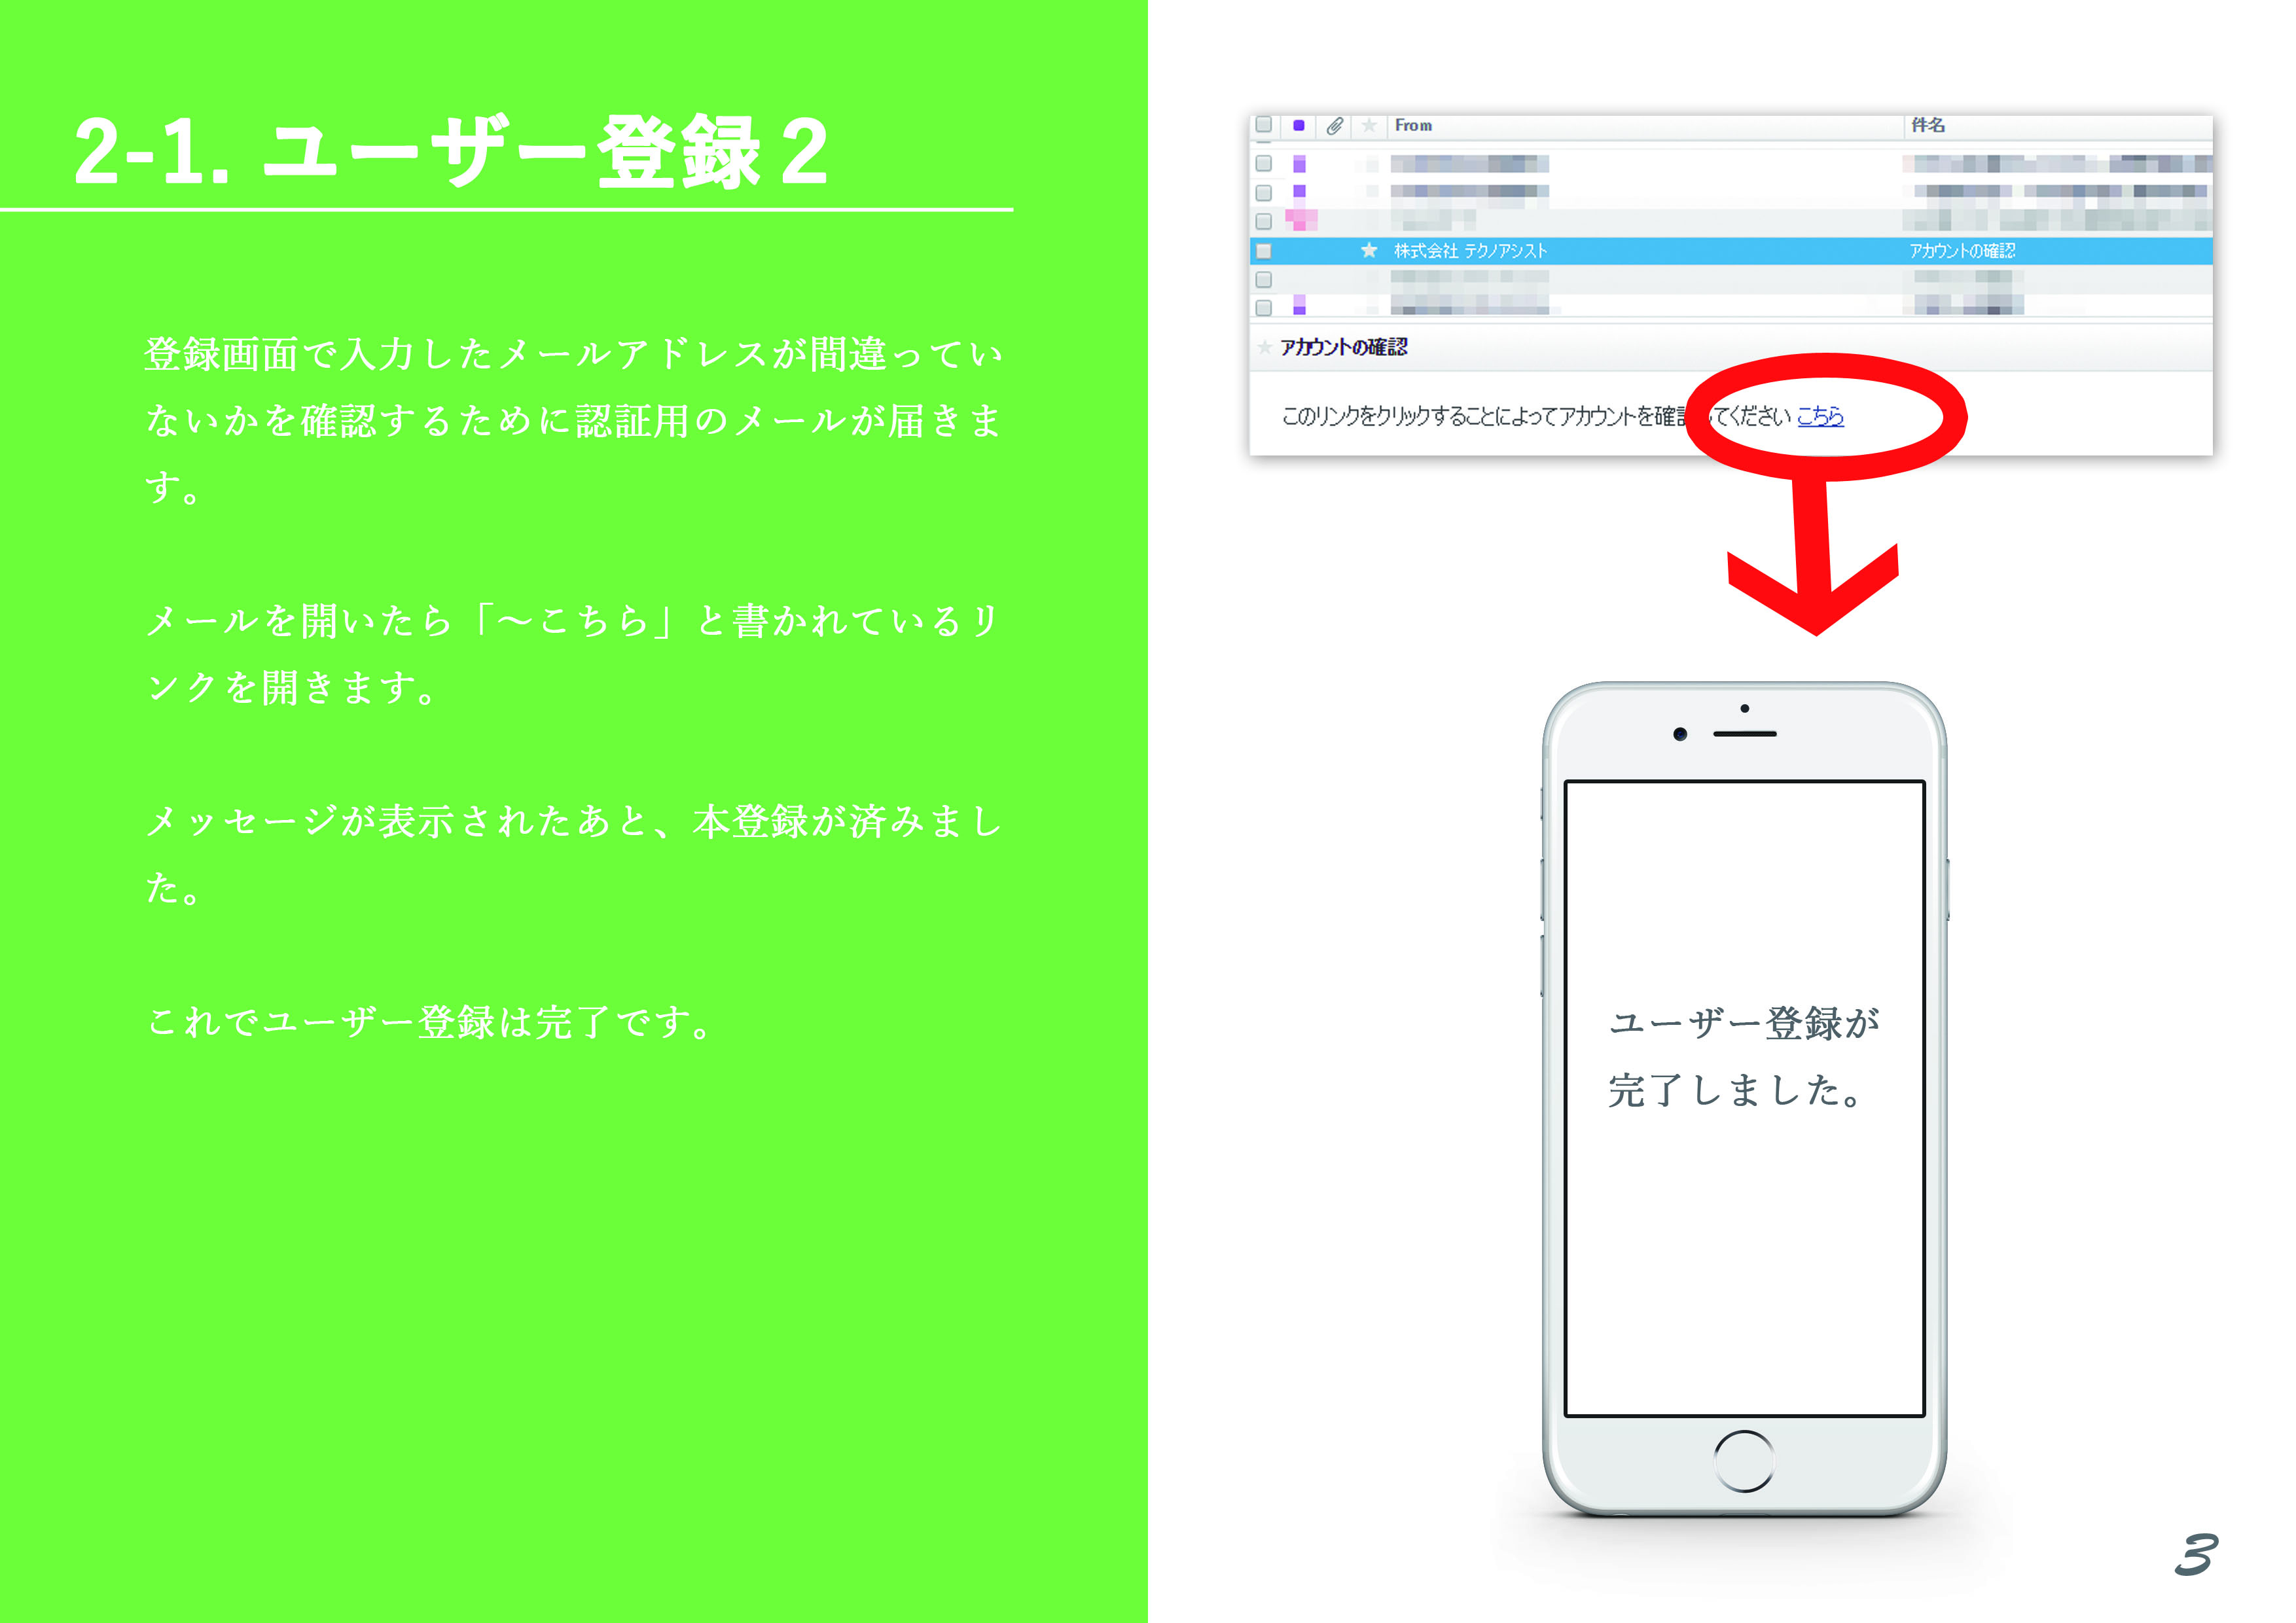 2-1. ユーザー登録 2
登録画面で入力したメールアドレスが間違ってい
ないかを確認するために認証用のメールが届きま
す。
メールを開いたら「～こちら」と書かれているリ
ンクを開きます。
メッセージが表示されたあと、本登録が済みまし
た。
これでユーザー登録は完了です。
From 件名
株式会社 テクノアシスト アカウントの確認
アカウントの確認
このリンクをクリックすることによってアカウントを確認してください こちら
ユーザー登録が
完了しました。
3